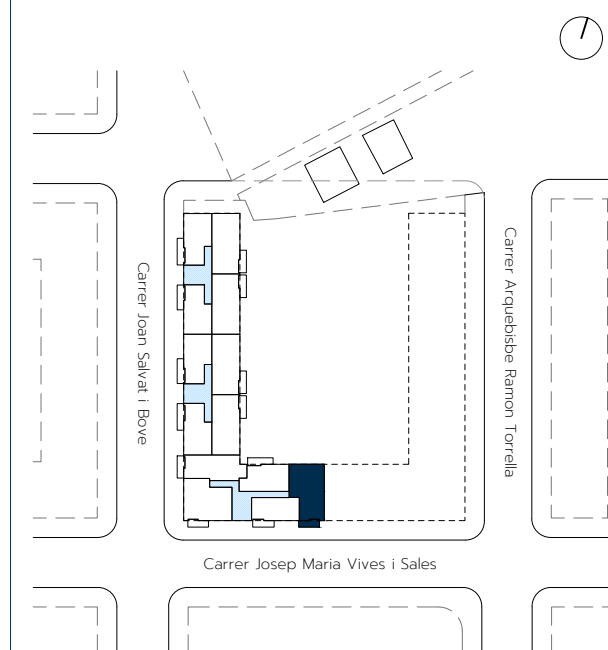 Carrer Joan Salvat i Bove
Carrer Arquebisbe Ramon Torrella
Carrer Josep Maria Vives i Sales